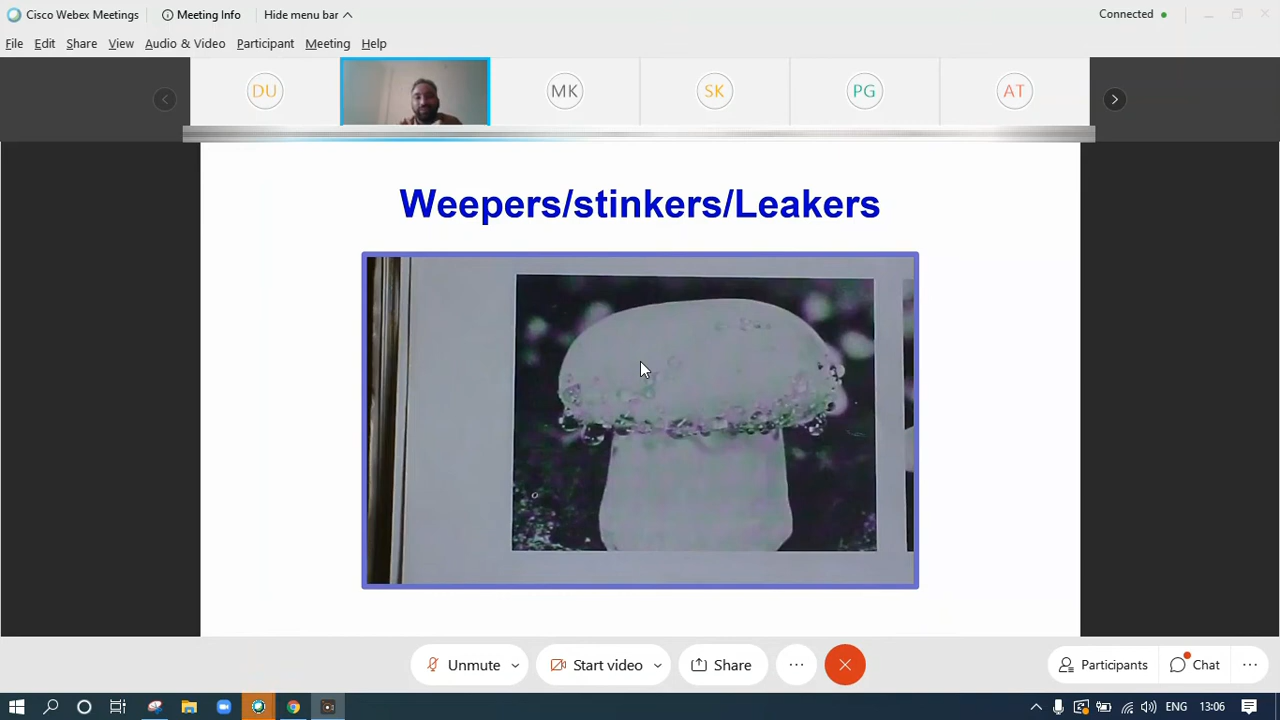 Cisco Webex Meetings
Meeting Info
Hide menu bar
Connected
File Edit Share View Audio & Video Participant Meeting Help
DU MK SK PG AT
Weepers/stinkers/Leakers
Unmute
Start video
Share
Participants
Chat
ENG
13:06